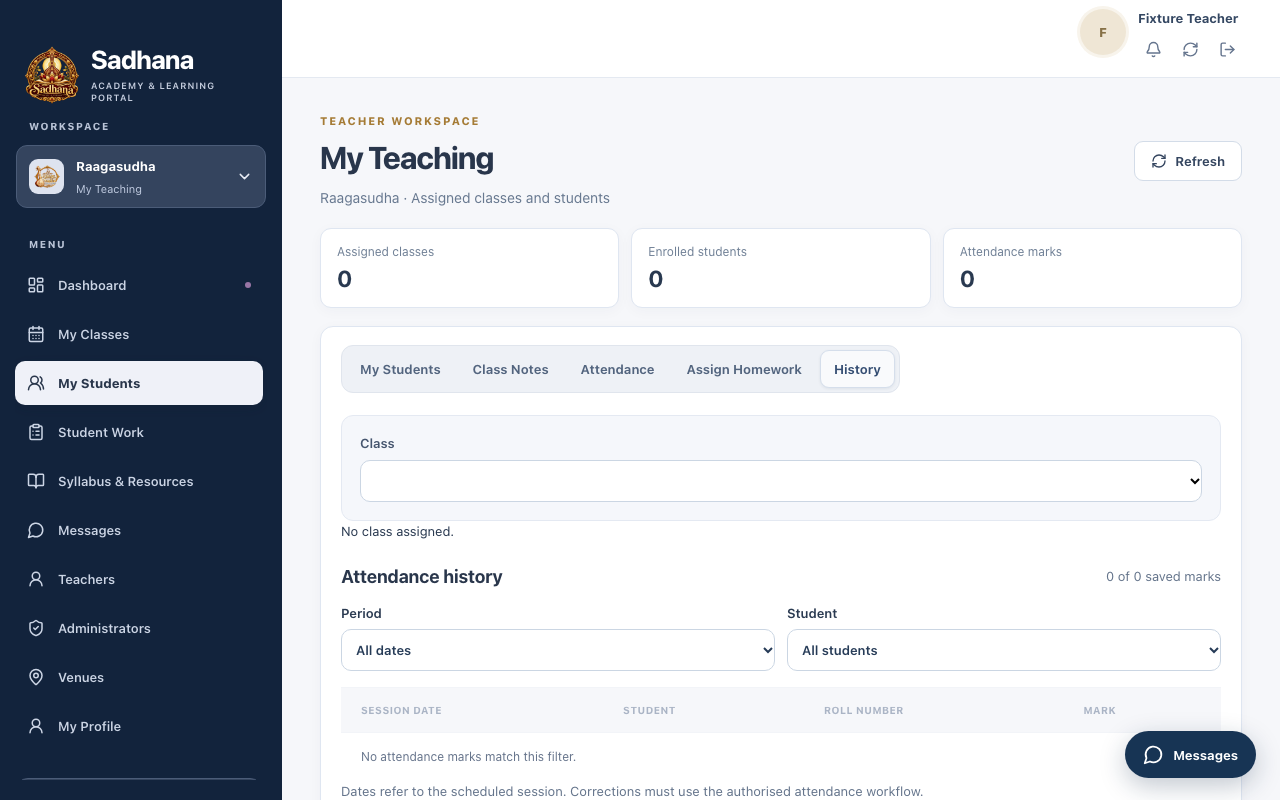 Sadhana
ACADEMY & LEARNING
PORTAL
Sadhana
WORKSPACE
Raagasudha
My Teaching
MENU
Dashboard
My Classes
My Students
Student Work
Syllabus & Resources
Messages
Teachers
Administrators
Venues
My Profile
F
Fixture Teacher
TEACHER WORKSPACE
My Teaching
Refresh
Raagasudha · Assigned classes and students
Assigned classes
0
Enrolled students
0
Attendance marks
0
My Students
Class Notes
Attendance
Assign Homework
History
Class
No class assigned.
Attendance history
0 of 0 saved marks
Period
Student
All dates
All students
SESSION DATE
STUDENT
ROLL NUMBER
MARK
No attendance marks match this filter.
Messages
Dates refer to the scheduled session. Corrections must use the authorised attendance workflow.